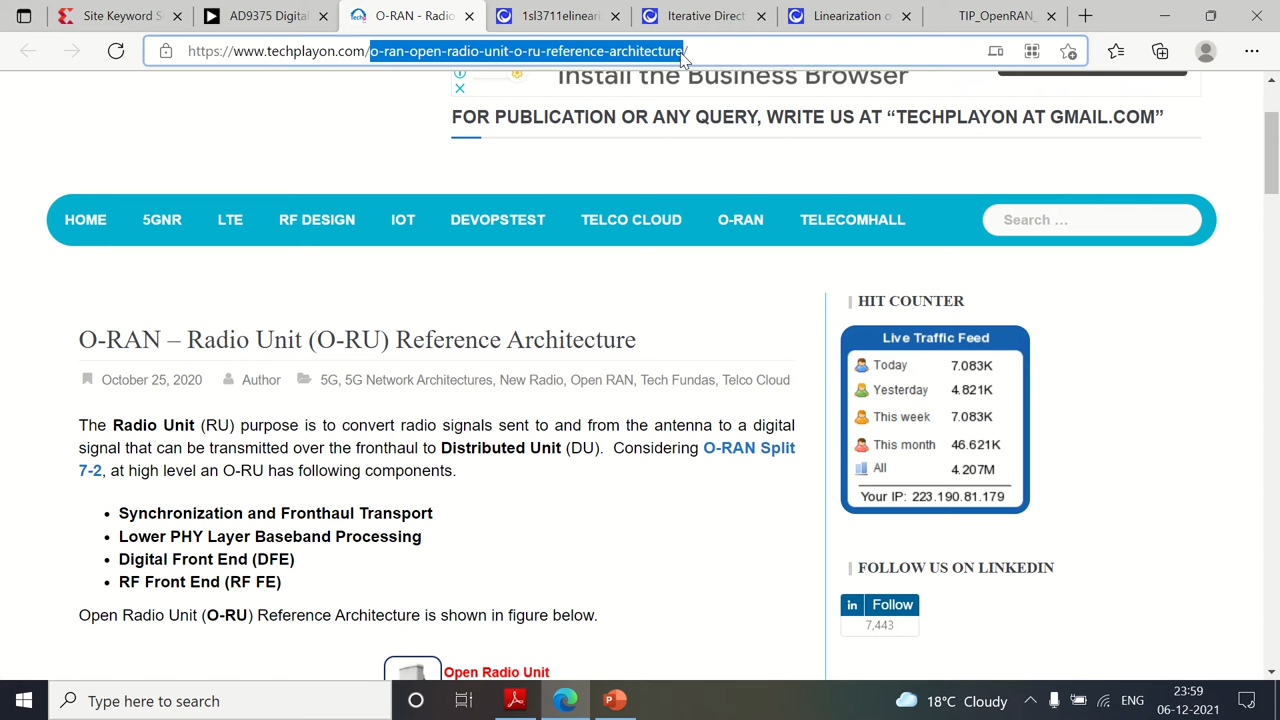 Site Keyword S
AD9375 Digital
O-RAN - Radio
1sl3711elinear
Iterative Direct
Linearization o
TIP_OpenRAN_
https://www.techplayon.com/o-ran-open-radio-unit-o-ru-reference-architecture/
Install the Business Browser
FOR PUBLICATION OR ANY QUERY, WRITE US AT “TECHPLAYON AT GMAIL.COM”
HOME 5GNR LTE RF DESIGN IOT DEVOPSTEST TELCO CLOUD O-RAN TELECOMHALL Search …
O-RAN – Radio Unit (O-RU) Reference Architecture
October 25, 2020 Author 5G, 5G Network Architectures, New Radio, Open RAN, Tech Fundas, Telco Cloud
The Radio Unit (RU) purpose is to convert radio signals sent to and from the antenna to a digital
signal that can be transmitted over the fronthaul to Distributed Unit (DU). Considering O-RAN Split
7-2, at high level an O-RU has following components.
• Synchronization and Fronthaul Transport
• Lower PHY Layer Baseband Processing
• Digital Front End (DFE)
• RF Front End (RF FE)
Open Radio Unit (O-RU) Reference Architecture is shown in figure below.
Open Radio Unit
HIT COUNTER
Live Traffic Feed
Today 7.083K
Yesterday 4.821K
This week 7.083K
This month 46.621K
All 4.207M
Your IP: 223.190.81.179
FOLLOW US ON LINKEDIN
in Follow
7,443
Type here to search
18°C Cloudy
ENG
23:59
06-12-2021